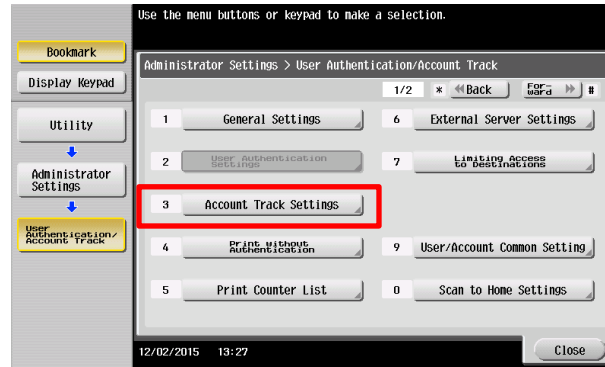 Use the menu buttons or keypad to make a selection.
Bookmark
Display Keypad
Utility
Administrator
Settings
User
Authentication/
Account Track
Administrator Settings > User Authentication/Account Track
1/2 * Back For-
ward #
1 General Settings
2 User Authentication
Settings
3 Account Track Settings
4 Print without
Authentication
5 Print Counter List
6 External Server Settings
7 Limiting Access
to Destinations
9 User/Account Common Setting
0 Scan to Home Settings
12/02/2015 13:27
Close